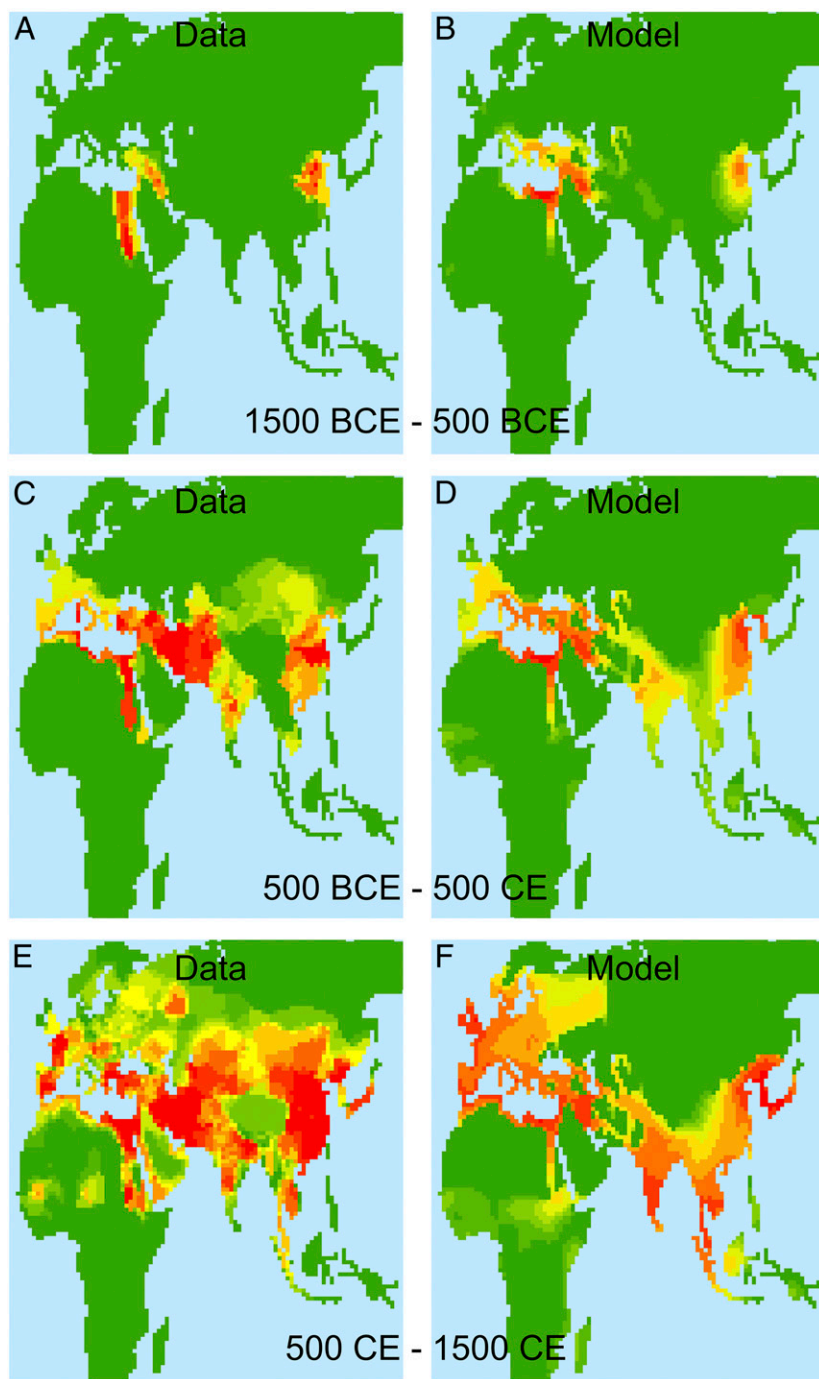 A Data
B Model
1500 BCE - 500 BCE
C Data
D Model
500 BCE - 500 CE
E Data
F Model
500 CE - 1500 CE